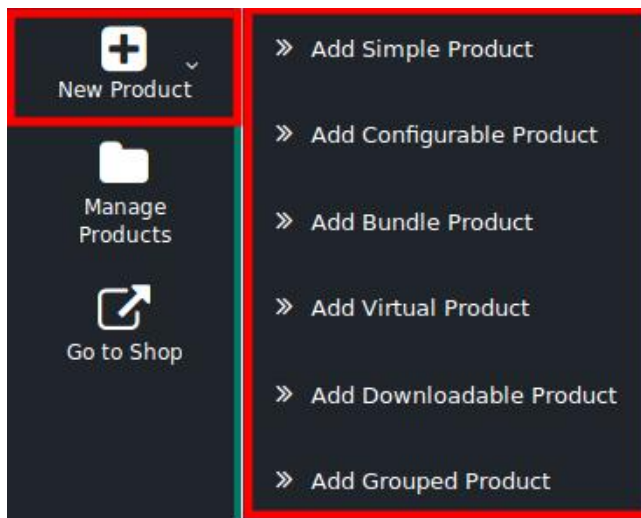 New Product
Manage
Products
Go to Shop
Add Simple Product
Add Configurable Product
Add Bundle Product
Add Virtual Product
Add Downloadable Product
Add Grouped Product